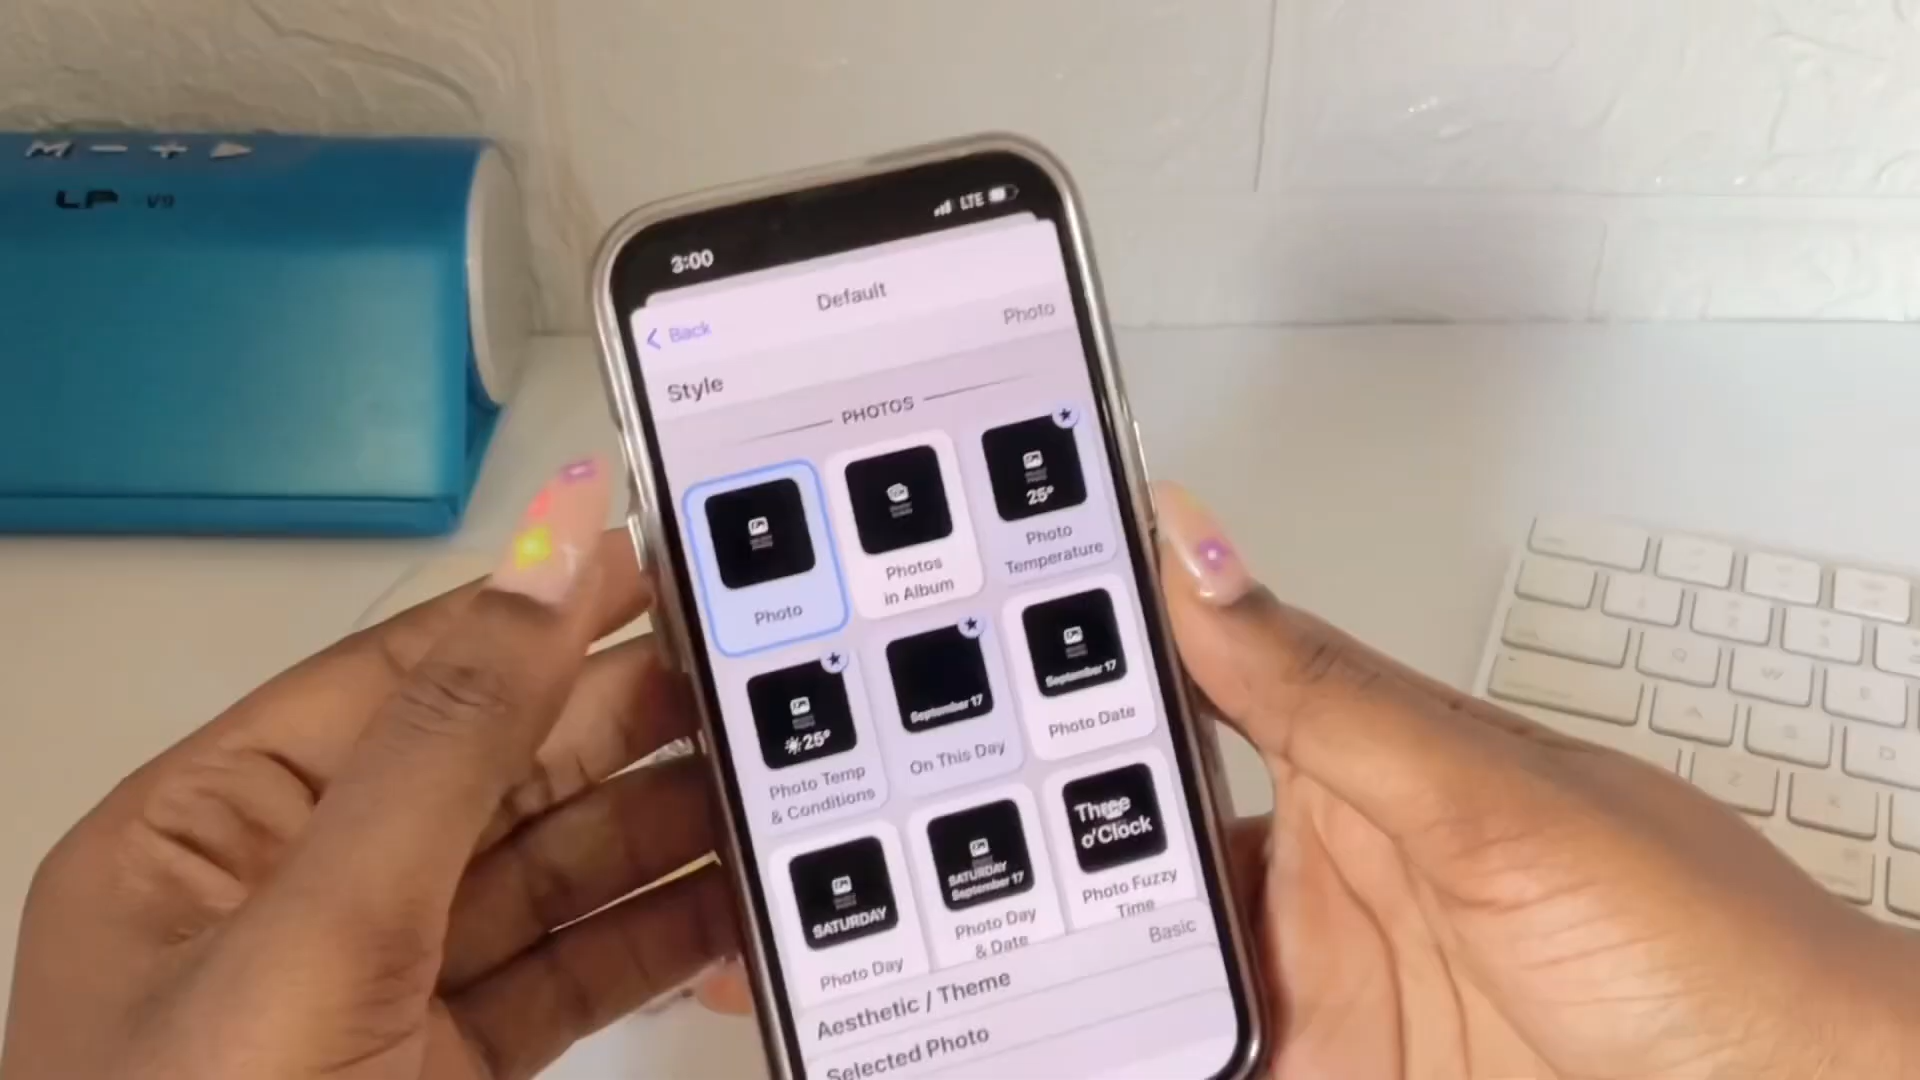 M - +
LP -V9
3:00
LTE
Default
Back
Photo
Style
PHOTOS
Photo
Photos
in Album
25°
Photo
Temperature
25°
Photo Temp
& Conditions
September 17
On This Day
September 17
Photo Date
SATURDAY
Photo Day
SATURDAY
September 17
Photo Day
& Date
Three
o'Clock
Photo Fuzzy
Time
Basic
Aesthetic / Theme
Selected Photo
Q
W
E
A
D
Z